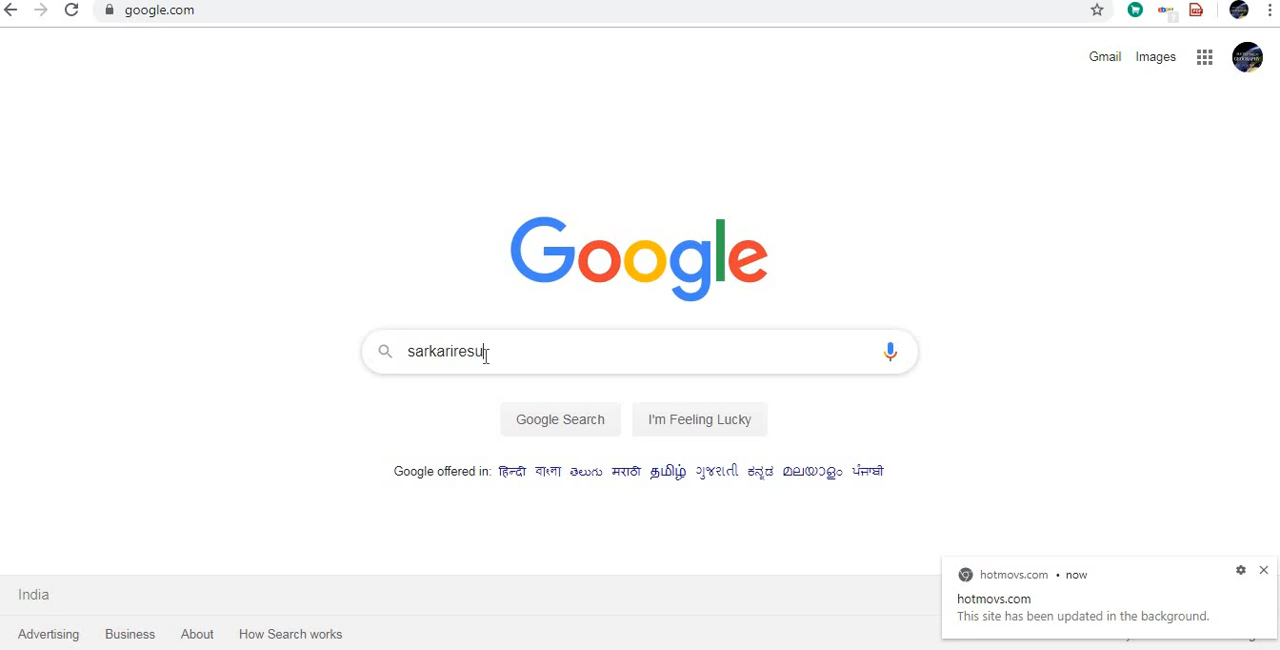 google.com
Gmail Images
Google
sarkariresu
Google Search I'm Feeling Lucky
Google offered in: हिन्दी বাংলা తెలుగు मराठी தமிழ் ગુજરાતી ಕನ್ನಡ മലയാളം ਪੰਜਾਬੀ
hotmovs.com • now
hotmovs.com
This site has been updated in the background.
India
Advertising Business About How Search works